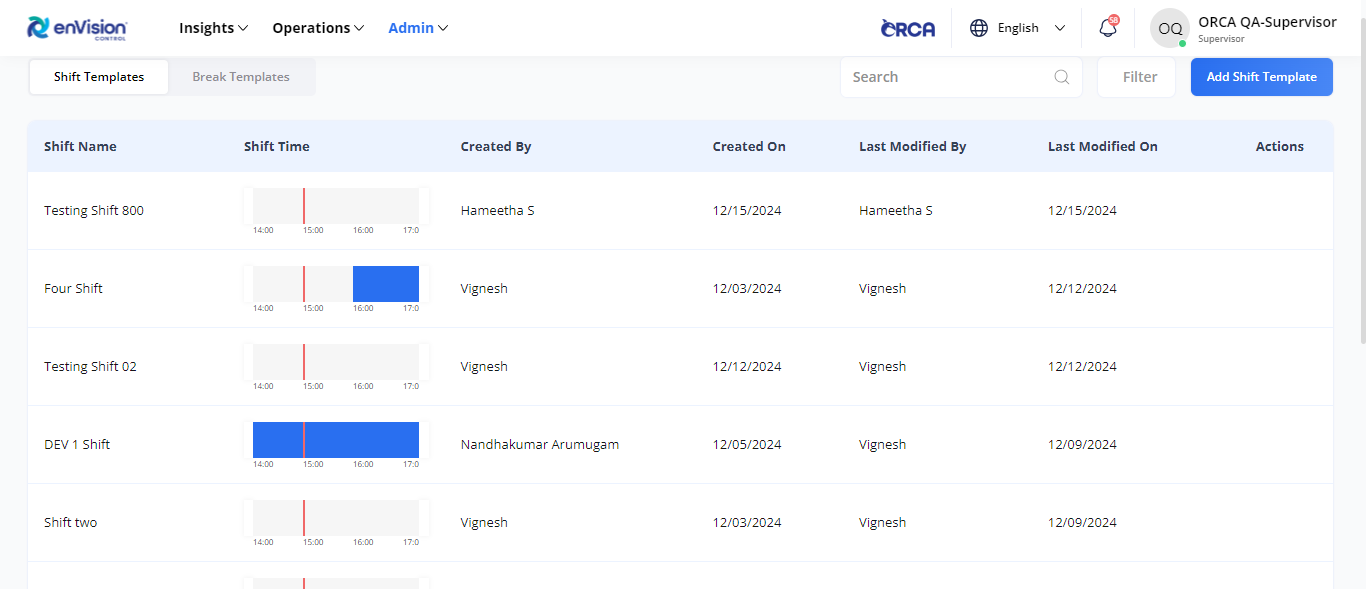 enVision
CONTROL
Insights Operations Admin
ORCA
English
58
OQ
ORCA QA-Supervisor
Supervisor
Shift Templates Break Templates
Search Filter Add Shift Template
Shift Name Shift Time Created By Created On Last Modified By Last Modified On Actions
Testing Shift 800 Hameetha S 12/15/2024 Hameetha S 12/15/2024
14:00 15:00 16:00 17:0
Four Shift Vignesh 12/03/2024 Vignesh 12/12/2024
14:00 15:00 16:00 17:0
Testing Shift 02 Vignesh 12/12/2024 Vignesh 12/12/2024
14:00 15:00 16:00 17:0
DEV 1 Shift Nandhakumar Arumugam 12/05/2024 Vignesh 12/09/2024
14:00 15:00 16:00 17:0
Shift two Vignesh 12/03/2024 Vignesh 12/09/2024
14:00 15:00 16:00 17:0